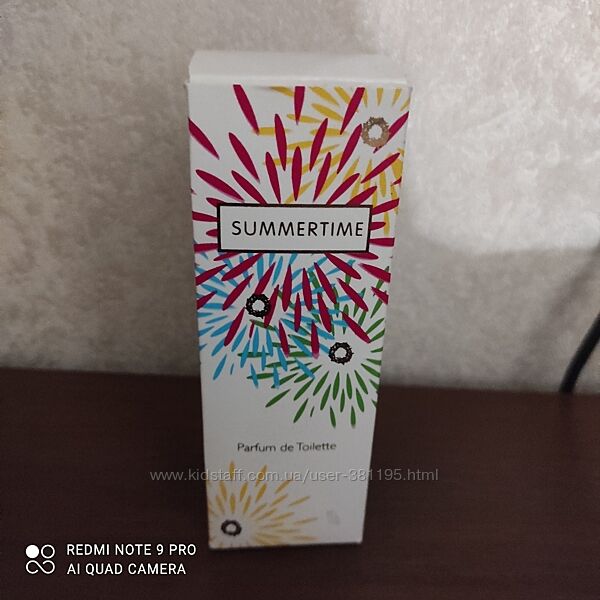 SUMMERTIME
Parfum de Toilette
www.kidstaff.com.ua/user-381195.html
REDMI NOTE 9 PRO
AI QUAD CAMERA